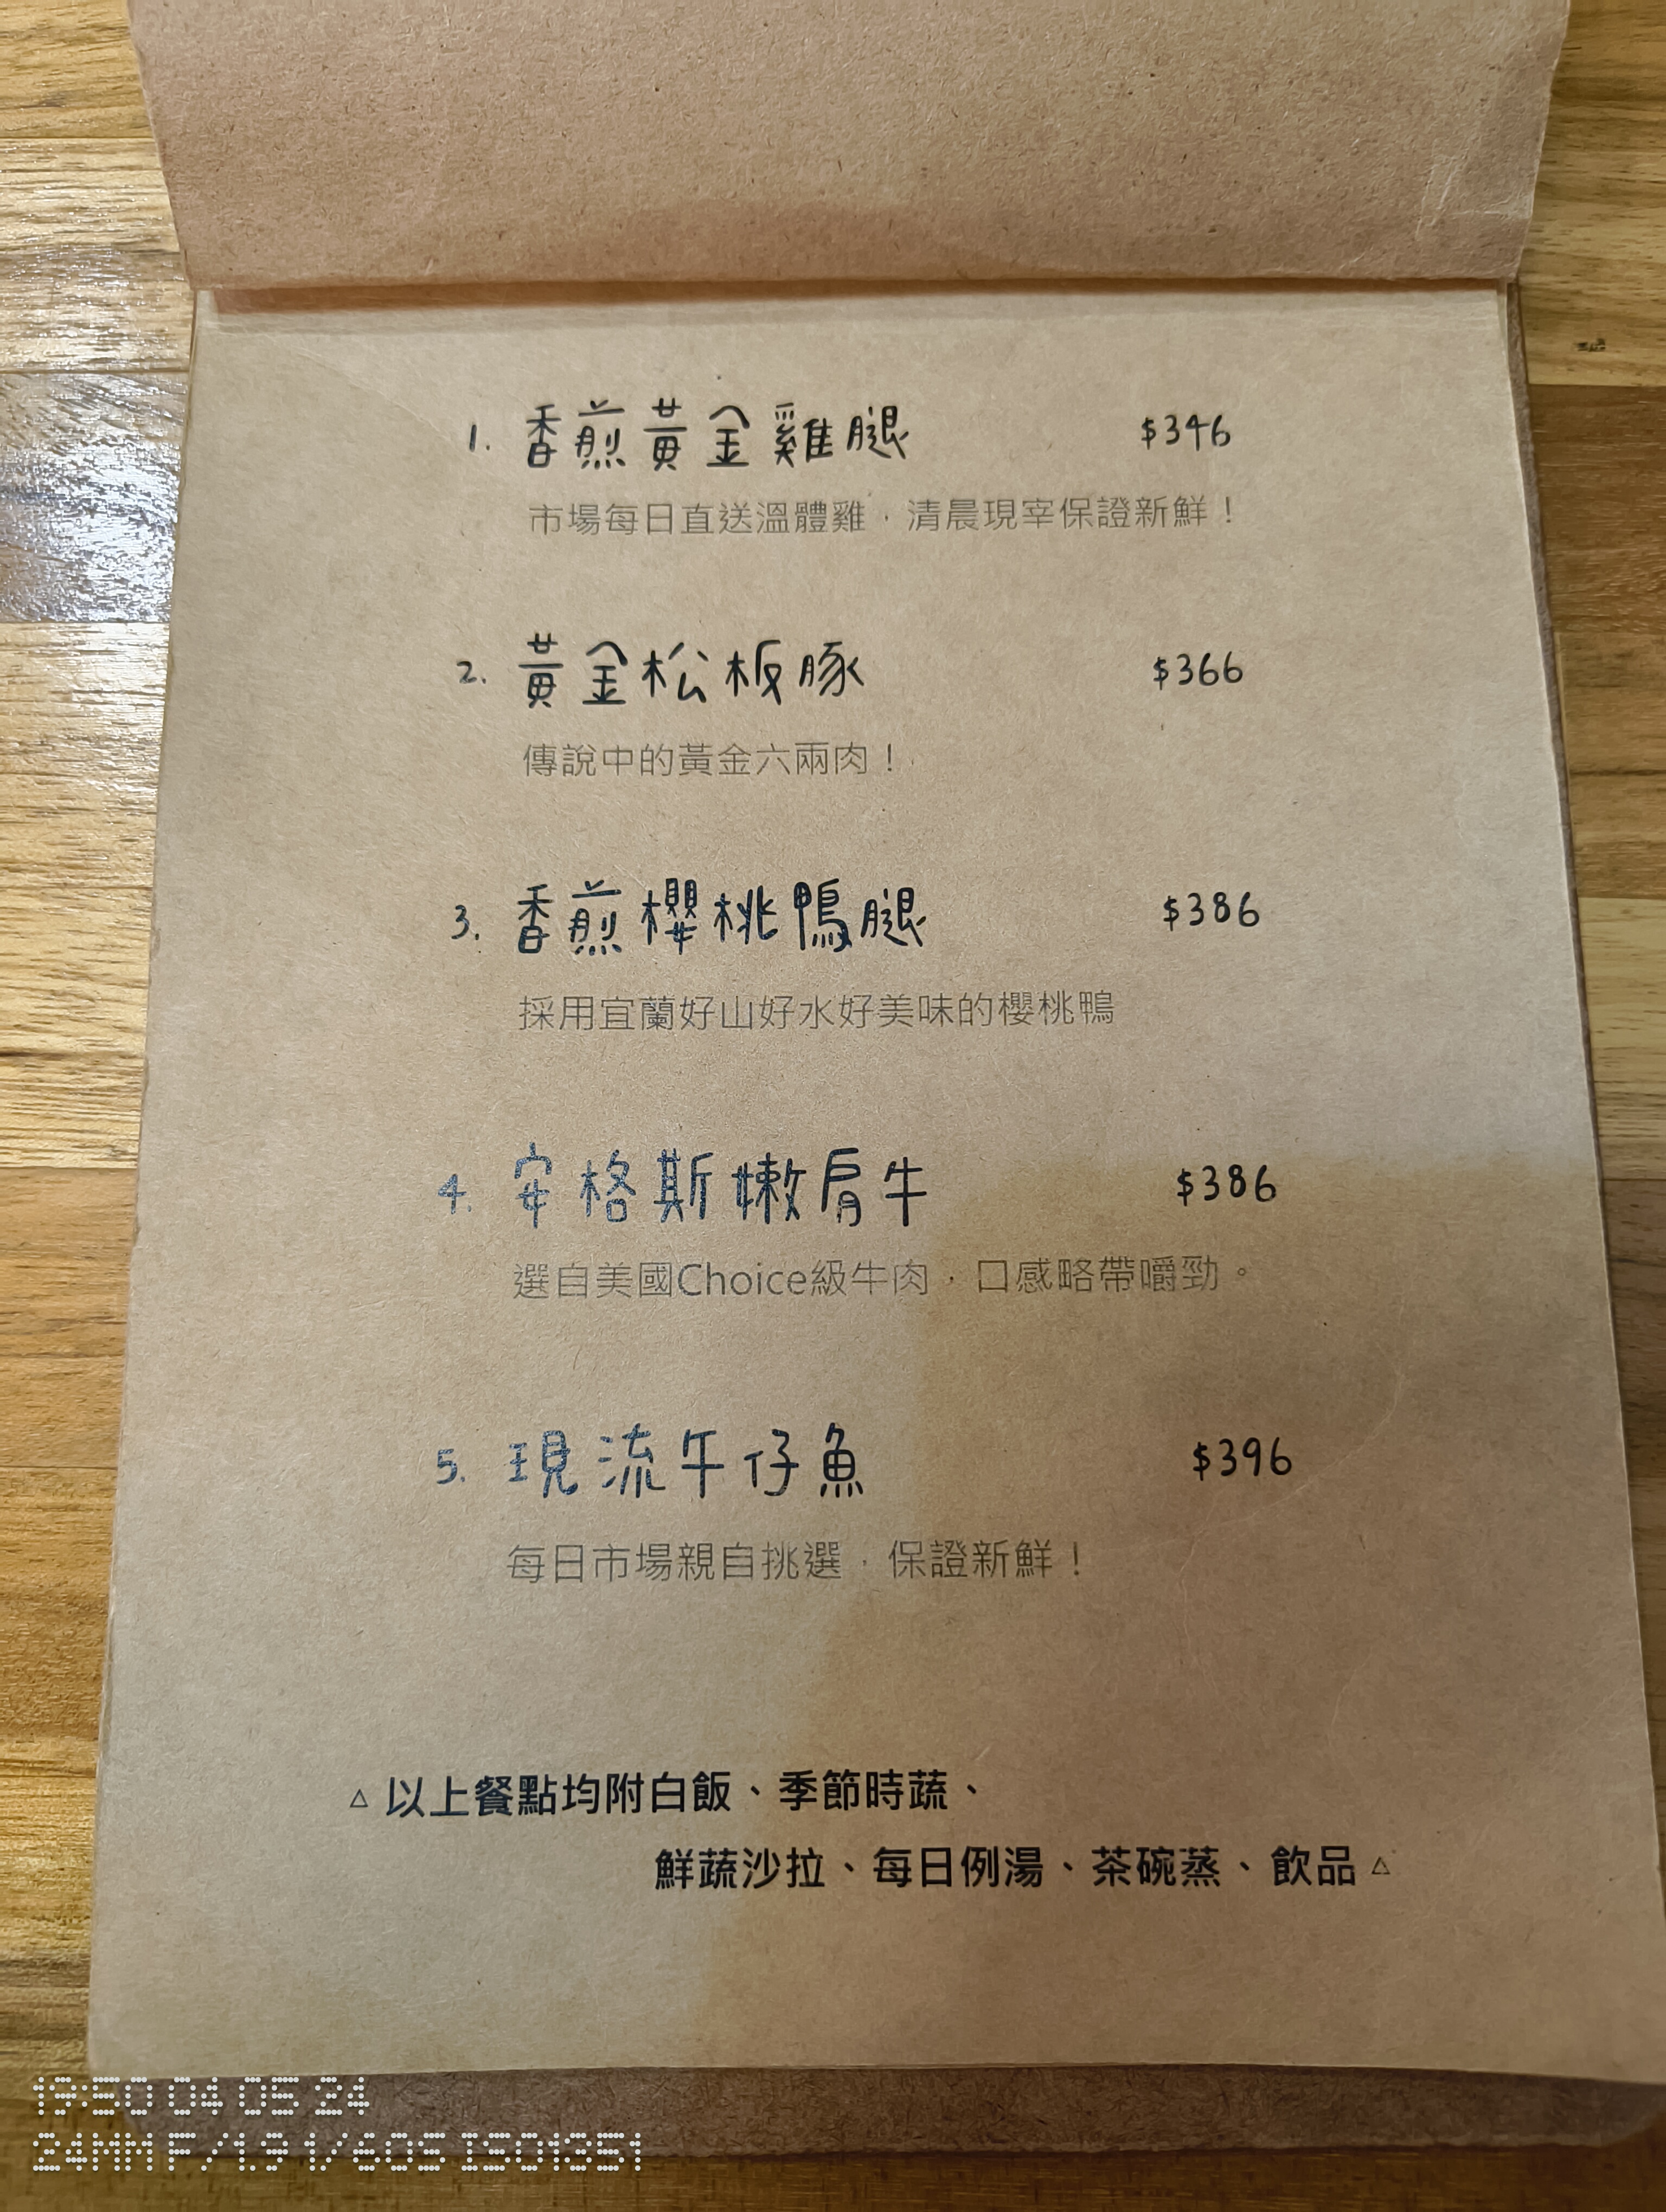 1. 香煎黃金雞腿 $346
市場每日直送溫體雞，清晨現宰保證新鮮！
2. 黃金松板豚 $366
傳說中的黃金六兩肉！
3. 香煎櫻桃鴨腿 $386
採用宜蘭好山好水好美味的櫻桃鴨
4. 安格斯嫩肩牛 $386
選自美國Choice級牛肉，口感略帶嚼勁。
5. 現流午仔魚 $396
每日市場親自挑選，保證新鮮！
△ 以上餐點均附白飯、季節時蔬、
鮮蔬沙拉、每日例湯、茶碗蒸、飲品 △
19:50 04 05 24
24MM F/1.9 1/60S ISO1351